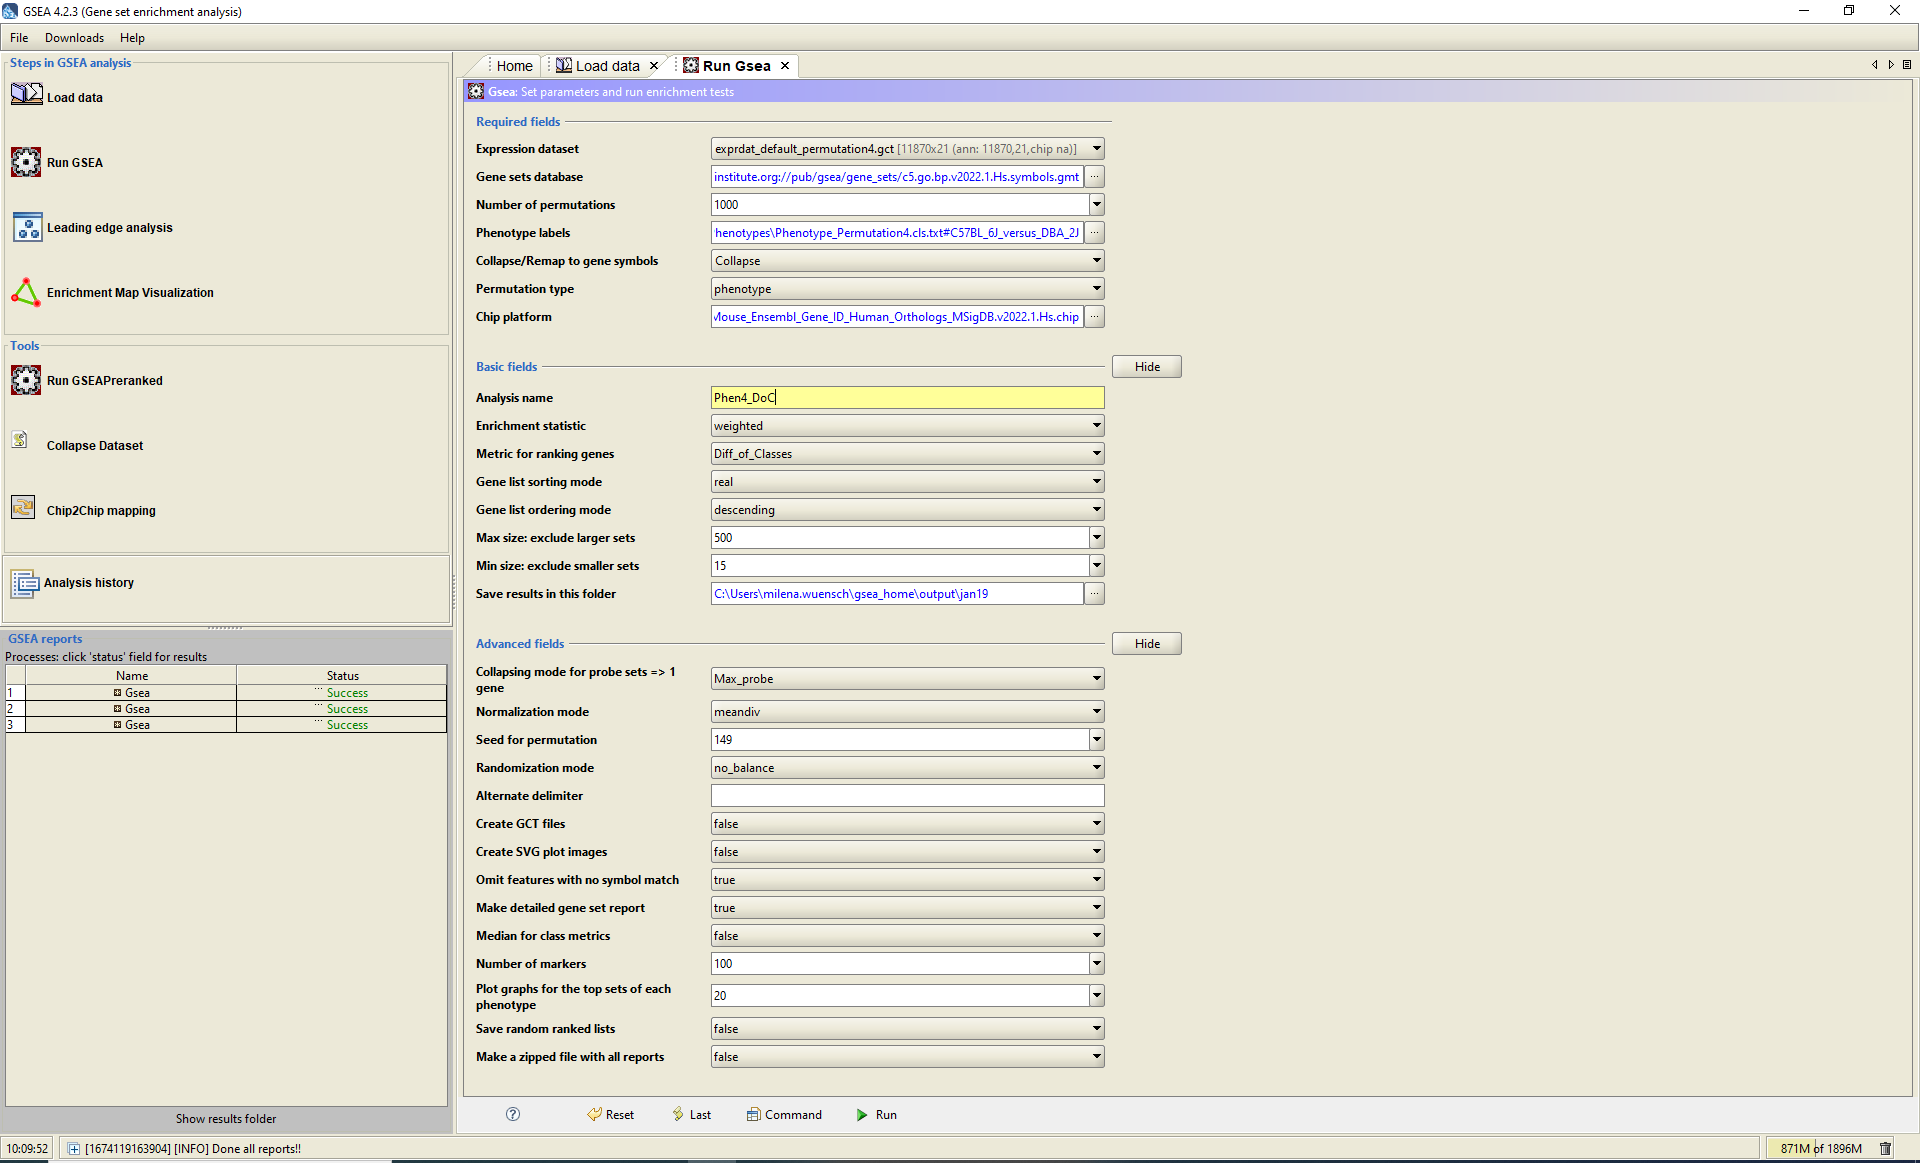 GSEA 4.2.3 (Gene set enrichment analysis)
File Downloads Help
Steps in GSEA analysis
Load data
Run GSEA
Leading edge analysis
Enrichment Map Visualization
Tools
Run GSEAPreranked
Collapse Dataset
Chip2Chip mapping
Analysis history
GSEA reports
Processes: click 'status' field for results
Name Status
1 Gsea Success
2 Gsea Success
3 Gsea Success
Show results folder
Home Load data Run Gsea
Gsea: Set parameters and run enrichment tests
Required fields
Expression dataset exprdat_default_permutation4.gct [11870x21 (ann: 11870,21,chip na)]
Gene sets database institute.org://pub/gsea/gene_sets/c5.go.bp.v2022.1.Hs.symbols.gmt ...
Number of permutations 1000
Phenotype labels henotypes\Phenotype_Permutation4.cls.txt#C57BL_6J_versus_DBA_2J ...
Collapse/Remap to gene symbols Collapse
Permutation type phenotype
Chip platform Mouse_Ensembl_Gene_ID_Human_Orthologs_MSigDB.v2022.1.Hs.chip ...
Basic fields Hide
Analysis name Phen4_DoC
Enrichment statistic weighted
Metric for ranking genes Diff_of_Classes
Gene list sorting mode real
Gene list ordering mode descending
Max size: exclude larger sets 500
Min size: exclude smaller sets 15
Save results in this folder C:\Users\milena.wuensch\gsea_home\output\jan19 ...
Advanced fields Hide
Collapsing mode for probe sets => 1
gene Max_probe
Normalization mode meandiv
Seed for permutation 149
Randomization mode no_balance
Alternate delimiter
Create GCT files false
Create SVG plot images false
Omit features with no symbol match true
Make detailed gene set report true
Median for class metrics false
Number of markers 100
Plot graphs for the top sets of each
phenotype 20
Save random ranked lists false
Make a zipped file with all reports false
? Reset Last Command Run
10:09:52 [1674119163904] [INFO] Done all reports!! 871M of 1896M